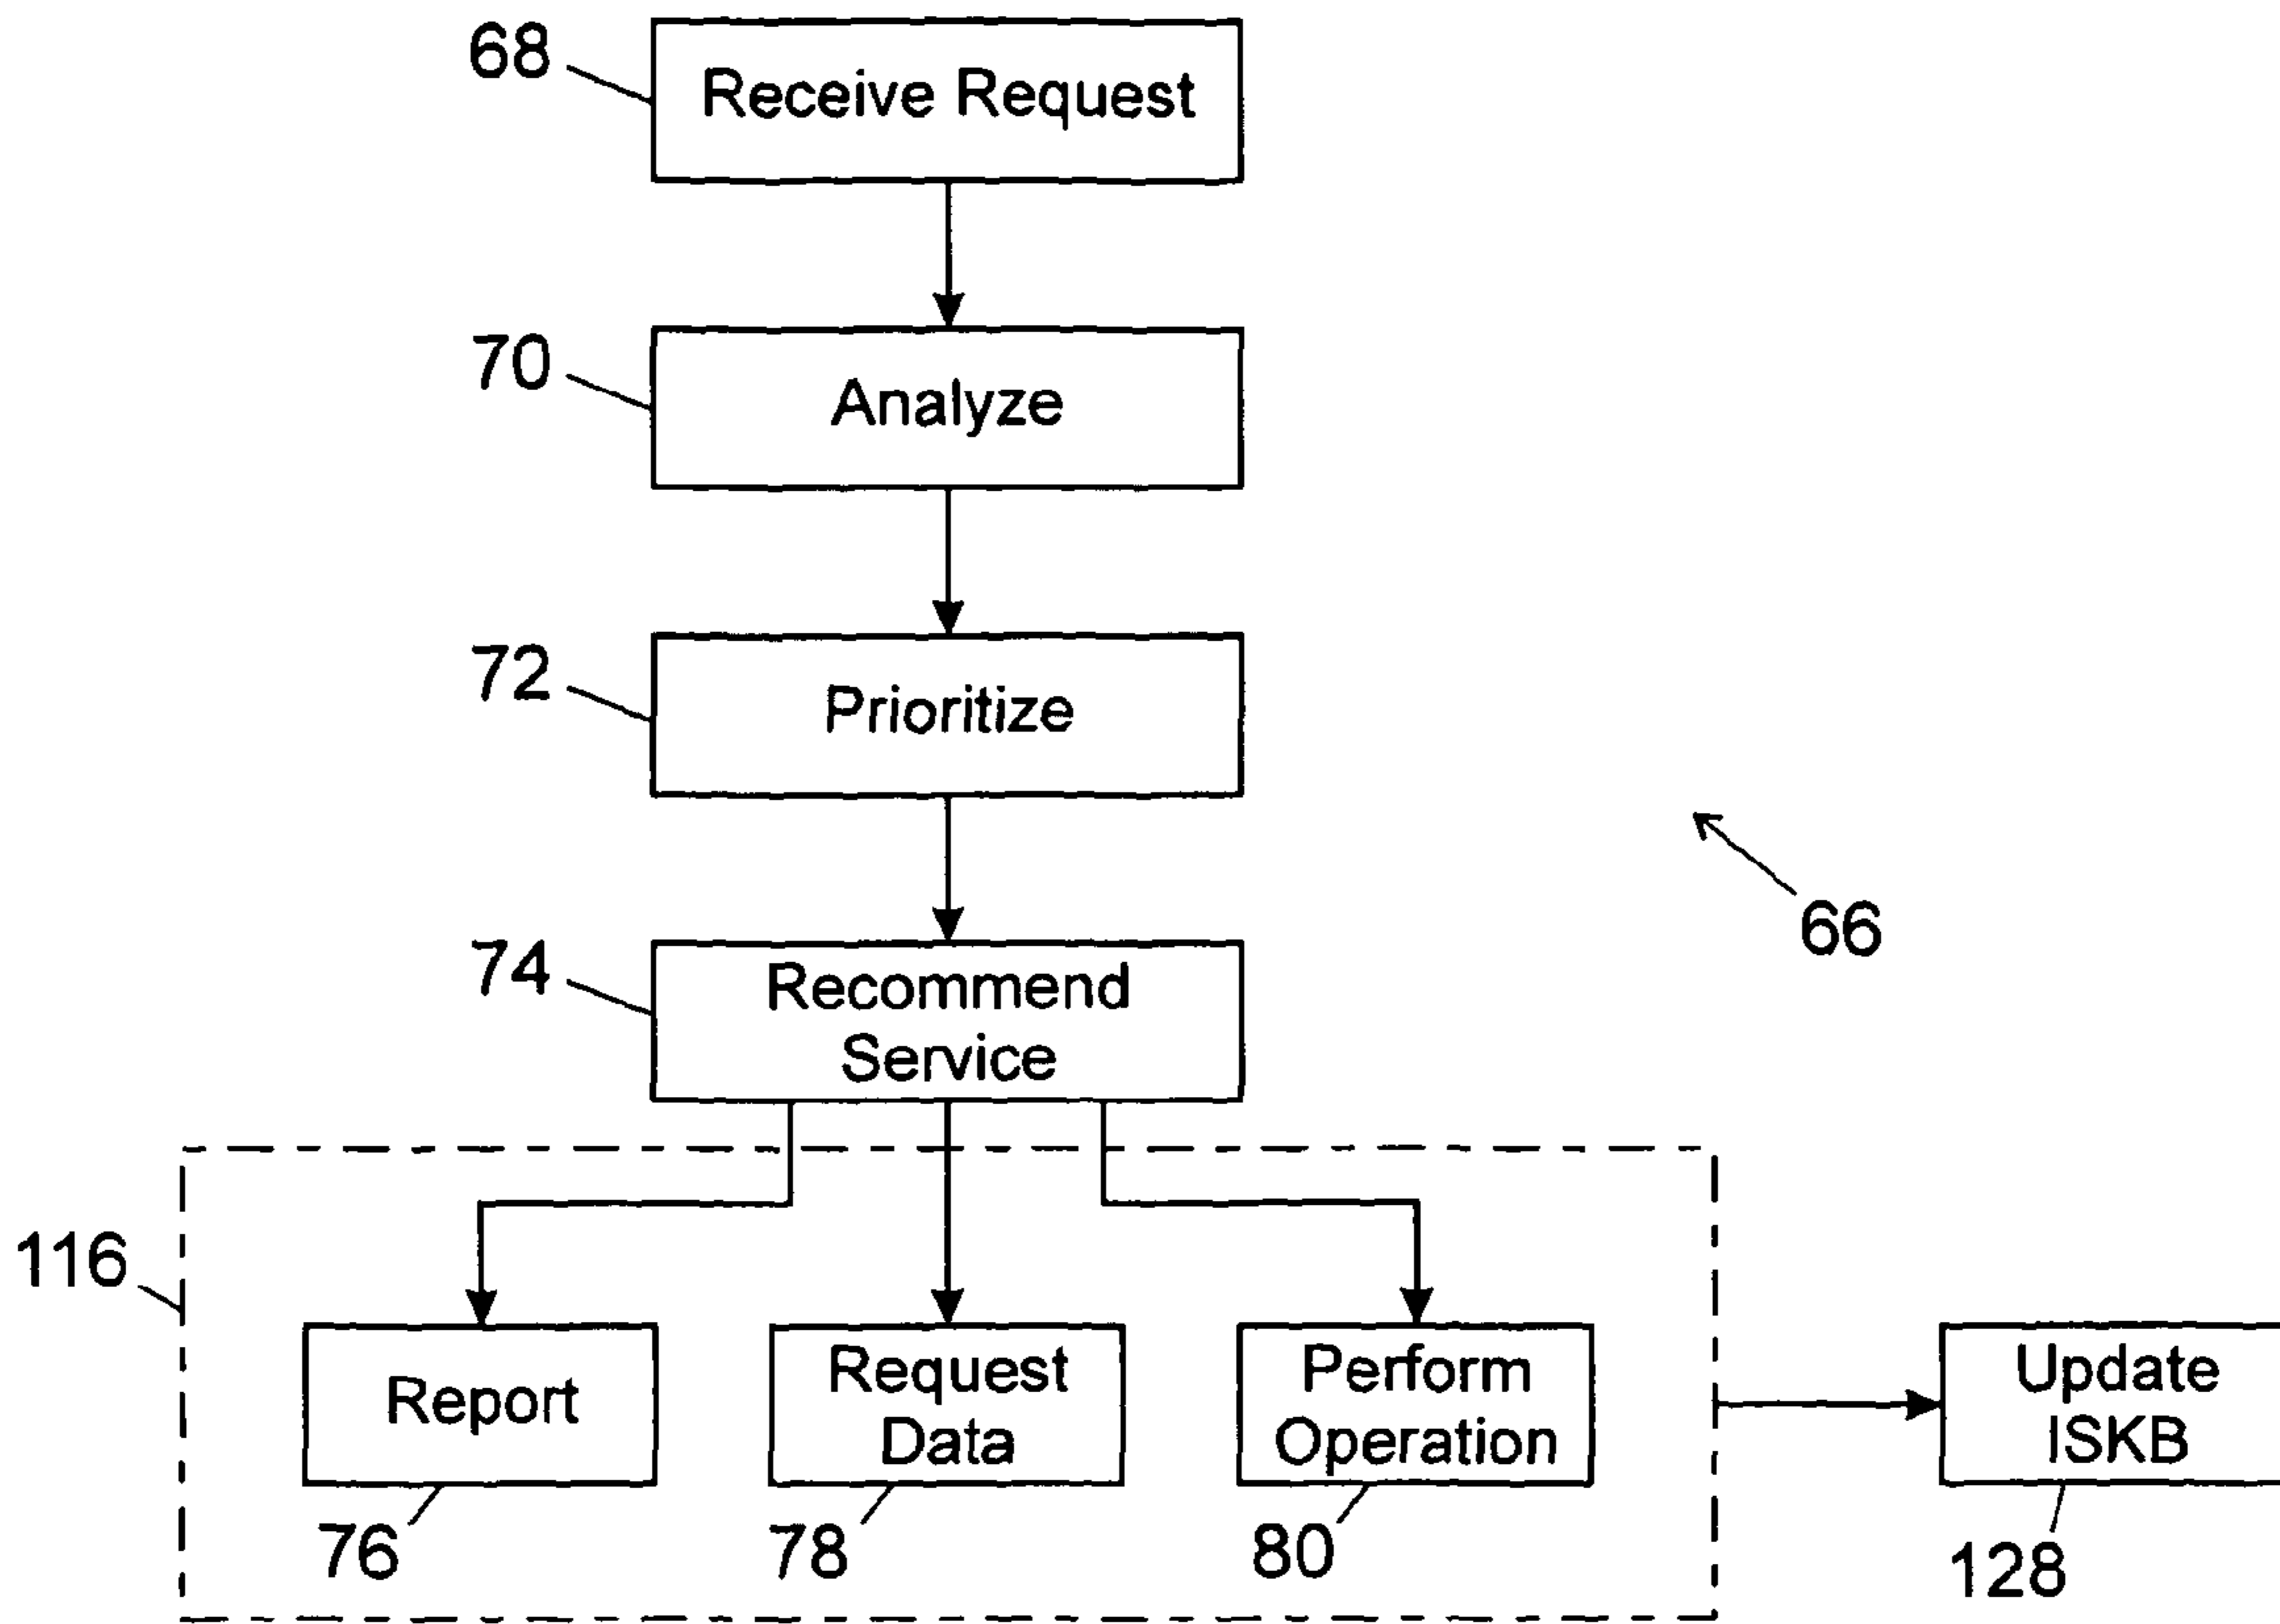 68
Receive Request
70
Analyze
72
Prioritize
66
74
Recommend
Service
116
Report
Request
Data
Perform
Operation
Update
ISKB
76
78
80
128